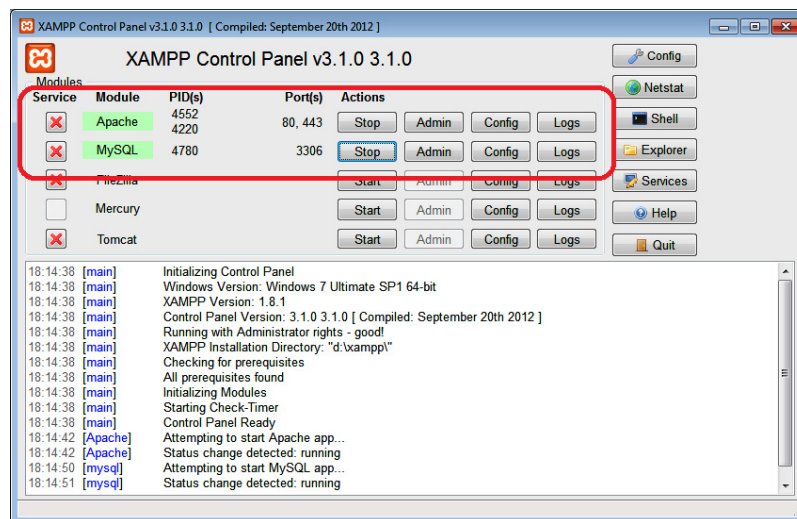 XAMPP Control Panel v3.1.0 3.1.0 [ Compiled: September 20th 2012 ]
XAMPP Control Panel v3.1.0 3.1.0
Config
Modules
Netstat
Service Module PID(s) Port(s) Actions
Apache 4552 4220 80, 443 Stop Admin Config Logs Shell
MySQL 4780 3306 Stop Admin Config Logs Explorer
FileZilla Start Admin Config Logs Services
Mercury Start Admin Config Logs Help
Tomcat Start Admin Config Logs Quit
18:14:38 [main] Initializing Control Panel
18:14:38 [main] Windows Version: Windows 7 Ultimate SP1 64-bit
18:14:38 [main] XAMPP Version: 1.8.1
18:14:38 [main] Control Panel Version: 3.1.0 3.1.0 [ Compiled: September 20th 2012 ]
18:14:38 [main] Running with Administrator rights - good!
18:14:38 [main] XAMPP Installation Directory: "d:\xampp\"
18:14:38 [main] Checking for prerequisites
18:14:38 [main] All prerequisites found
18:14:38 [main] Initializing Modules
18:14:38 [main] Starting Check-Timer
18:14:38 [main] Control Panel Ready
18:14:42 [Apache] Attempting to start Apache app...
18:14:42 [Apache] Status change detected: running
18:14:50 [mysql] Attempting to start MySQL app...
18:14:51 [mysql] Status change detected: running